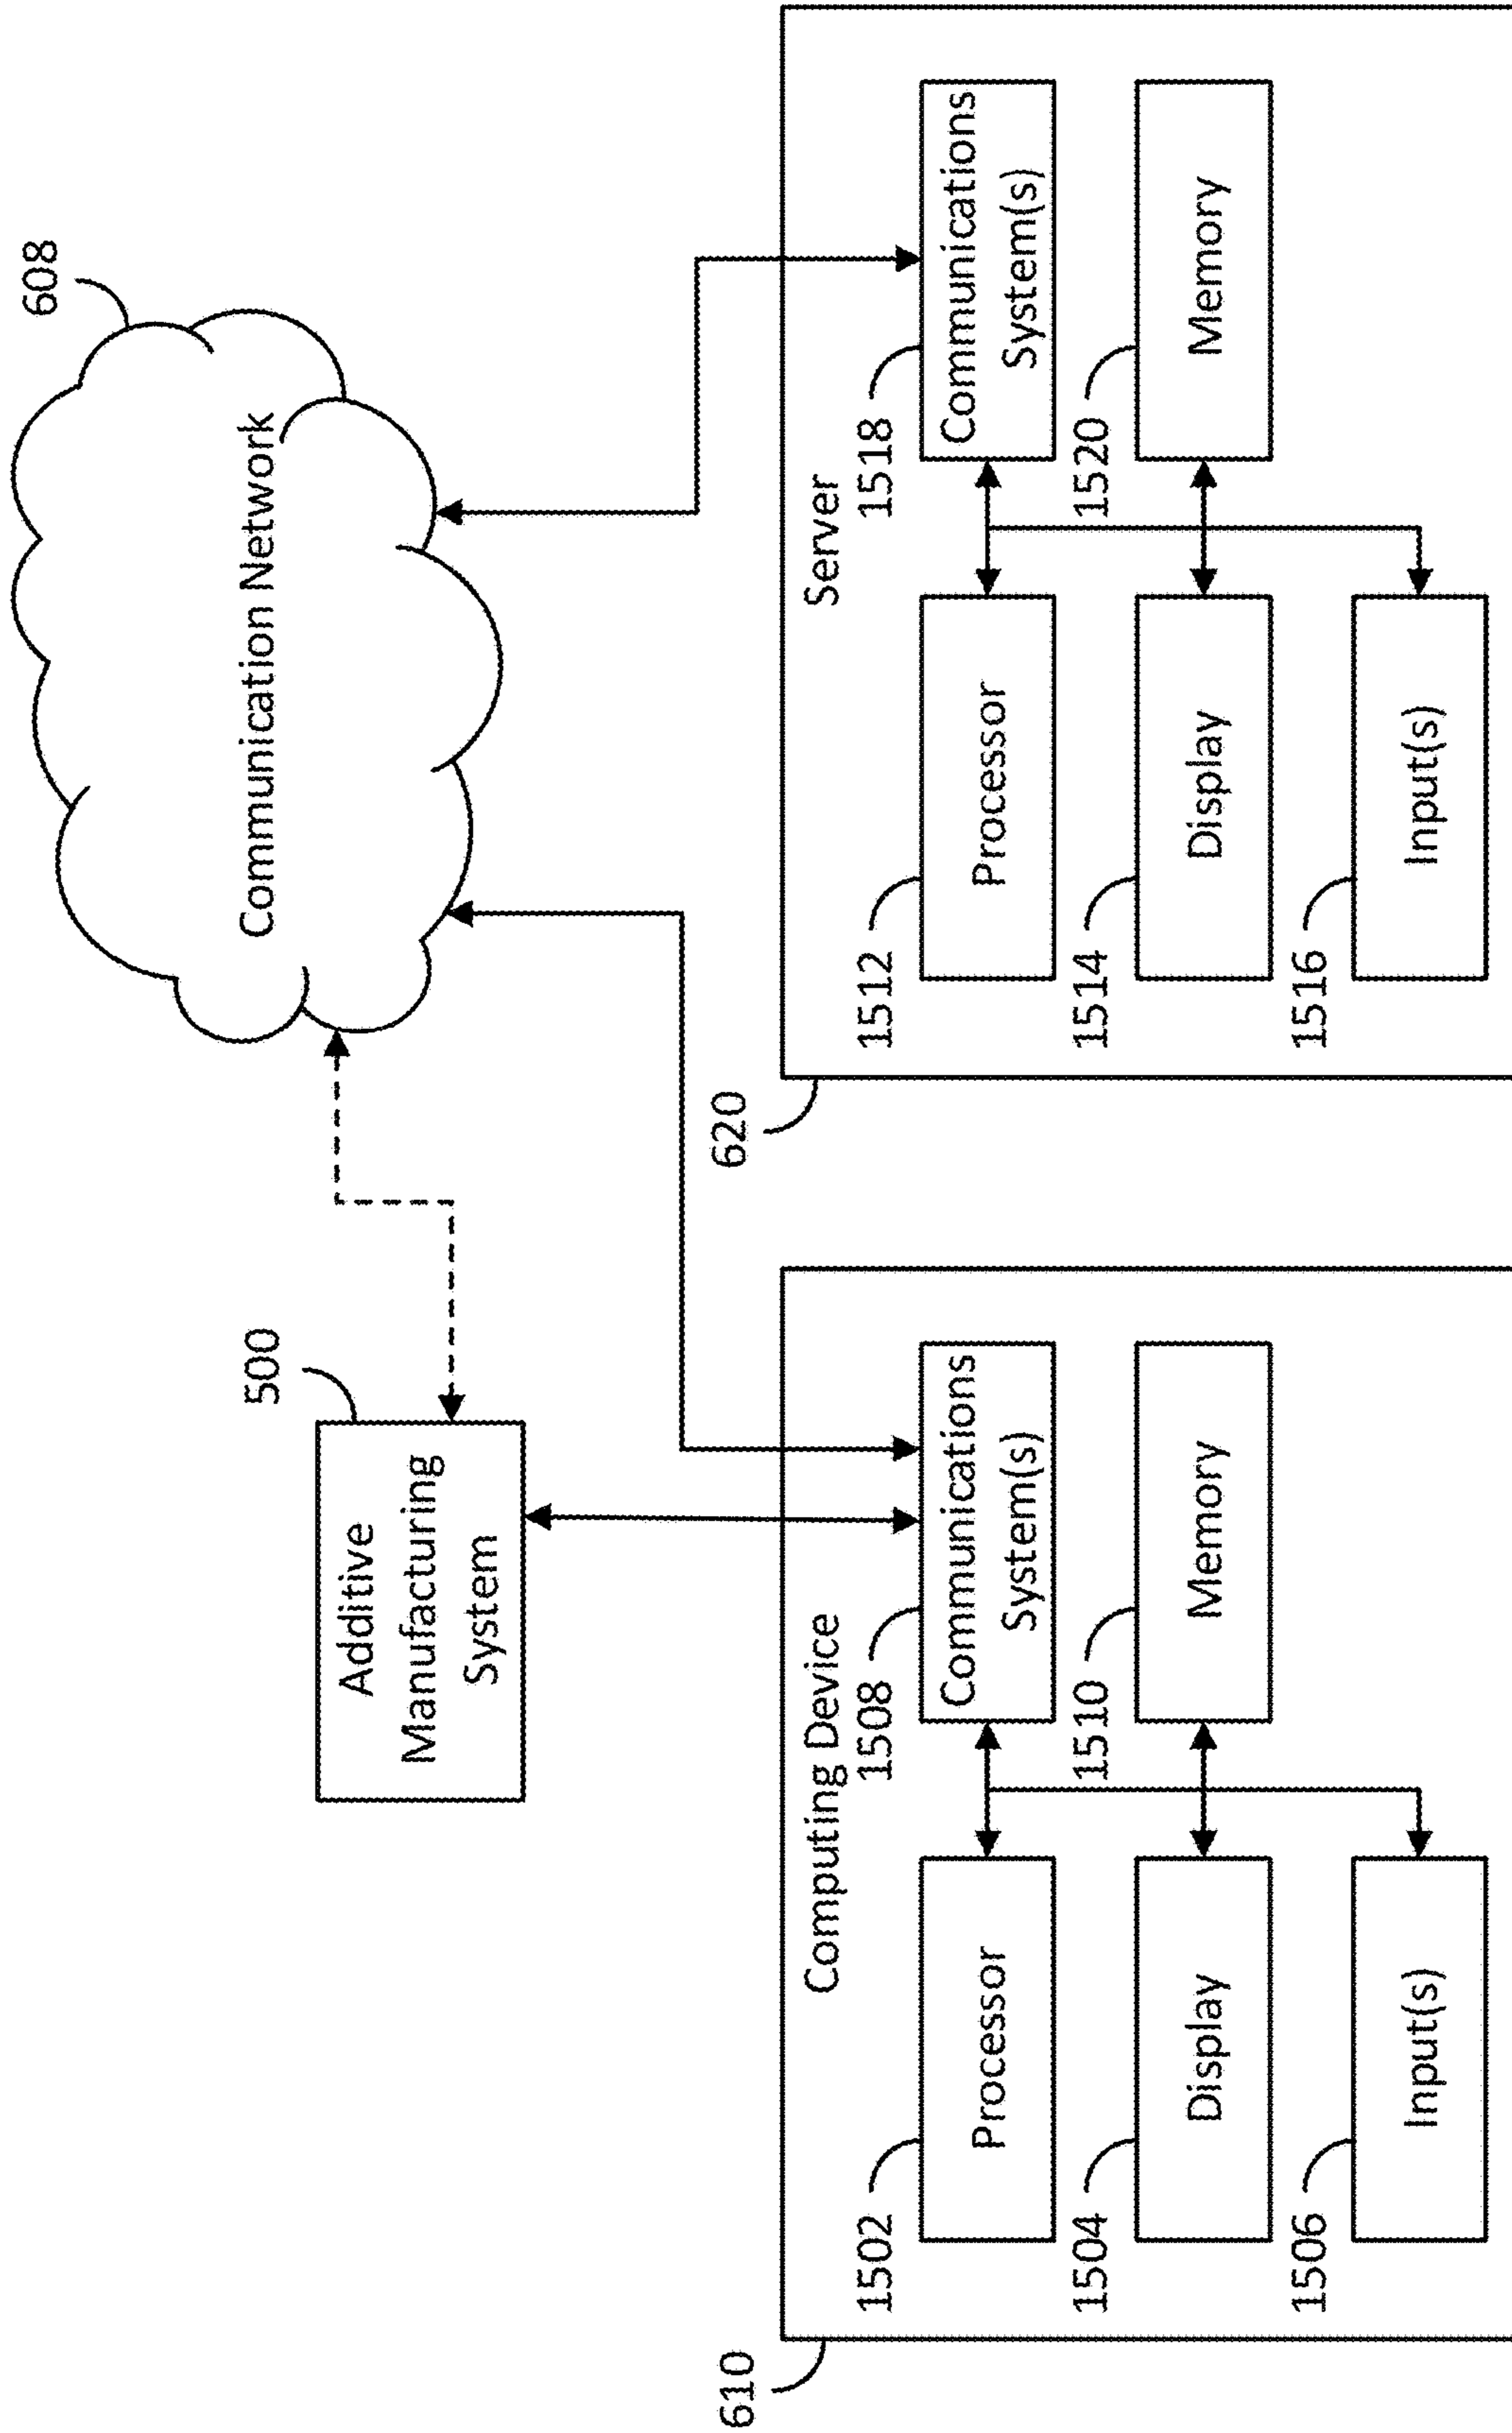 608
Communication Network
500
Additive
Manufacturing
System
610
Computing Device
1502
Processor
1508
Communications
System(s)
1504
Display
1510
Memory
1506
Input(s)
620
Server
1512
Processor
1518
Communications
System(s)
1514
Display
1520
Memory
1516
Input(s)